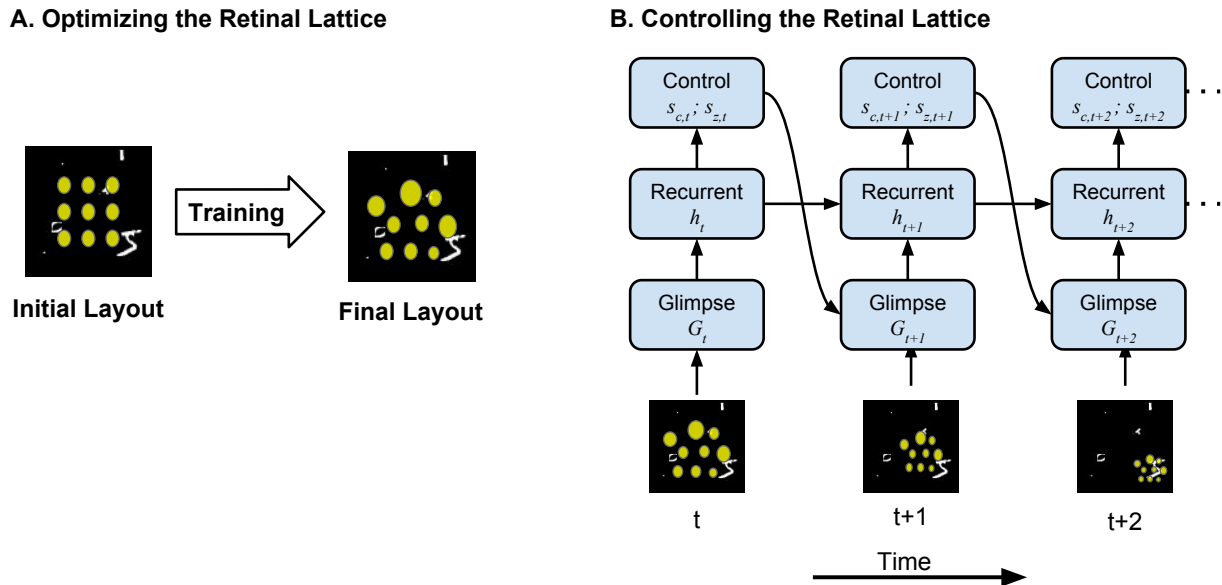 A. Optimizing the Retinal Lattice
Training
Initial Layout
Final Layout
B. Controlling the Retinal Lattice
Control
s_{c,t} ; s_{z,t}
Control
s_{c,t+1} ; s_{z,t+1}
Control
s_{c,t+2} ; s_{z,t+2}
. . .
Recurrent
h_t
Recurrent
h_{t+1}
Recurrent
h_{t+2}
. . .
Glimpse
G_t
Glimpse
G_{t+1}
Glimpse
G_{t+2}
t
t+1
t+2
Time